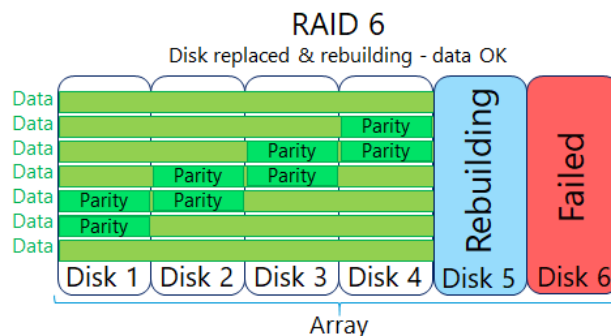 RAID 6
Disk replaced & rebuilding - data OK
Data
Data Parity
Data Parity Parity
Data Parity Parity
Data Parity Parity
Data Parity
Data
Rebuilding
Failed
Disk 1 Disk 2 Disk 3 Disk 4 Disk 5 Disk 6
Array